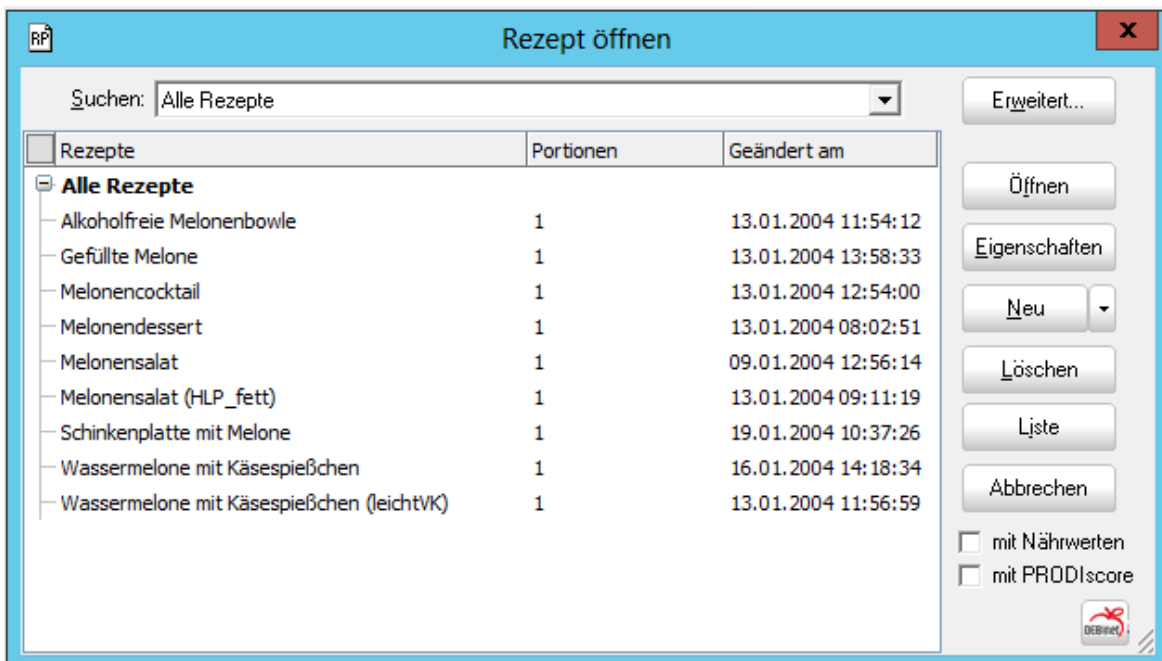 RP
Rezept öffnen
x
Suchen: Alle Rezepte
Erweitert...
Rezepte Portionen Geändert am
Alle Rezepte
Alkoholfreie Melonenbowle 1 13.01.2004 11:54:12
Gefüllte Melone 1 13.01.2004 13:58:33
Melonencocktail 1 13.01.2004 12:54:00
Melonendessert 1 13.01.2004 08:02:51
Melonensalat 1 09.01.2004 12:56:14
Melonensalat (HLP_fett) 1 13.01.2004 09:11:19
Schinkenplatte mit Melone 1 19.01.2004 10:37:26
Wassermelone mit Käsespießchen 1 16.01.2004 14:18:34
Wassermelone mit Käsespießchen (leichtVK) 1 13.01.2004 11:56:59
Öffnen
Eigenschaften
Neu
Löschen
Liste
Abbrechen
mit Nährwerten
mit PRODIscore
DEBInet